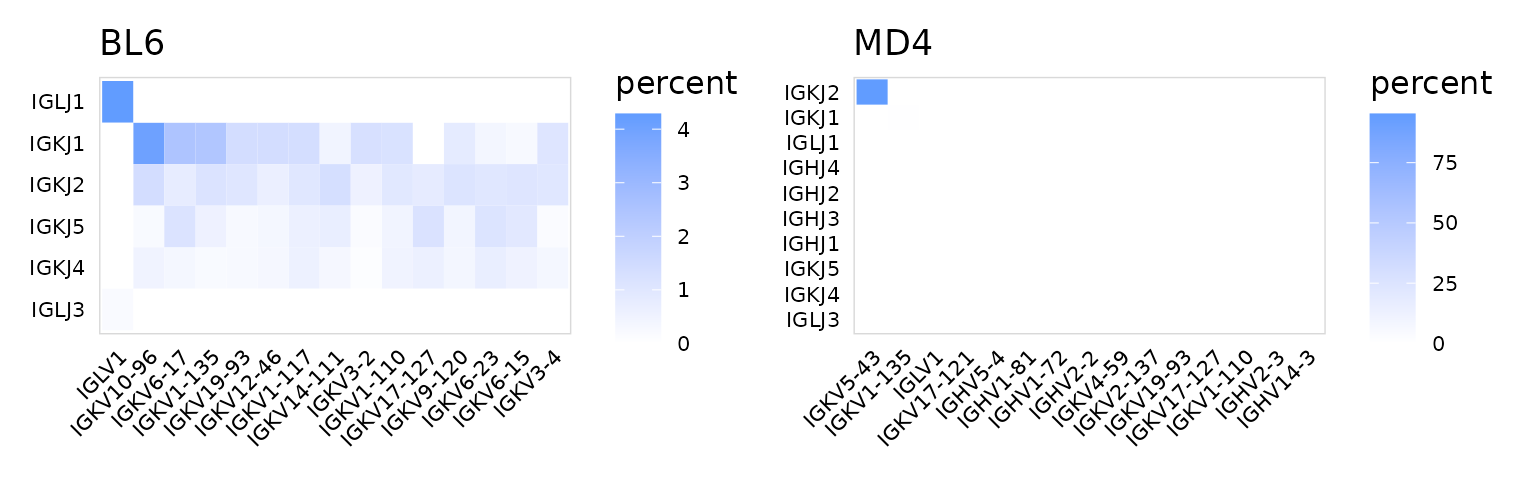 BL6
percent
IGLJ1
IGKJ1
IGKJ2
IGKJ5
IGKJ4
IGLJ3
4
3
2
1
0
IGLV1
IGKV10-96
IGKV6-17
IGKV1-135
IGKV19-93
IGKV12-46
IGKV1-117
IGKV14-111
IGKV3-2
IGKV1-110
IGKV17-127
IGKV9-120
IGKV6-23
IGKV6-15
IGKV3-4
MD4
percent
IGKJ2
IGKJ1
IGLJ1
IGHJ4
IGHJ2
IGHJ3
IGHJ1
IGKJ5
IGKJ4
IGLJ3
75
50
25
0
IGKV5-43
IGKV1-135
IGLV1
IGKV17-121
IGHV5-4
IGHV1-81
IGHV1-72
IGHV2-2
IGKV4-59
IGKV2-137
IGKV19-93
IGKV17-127
IGKV1-110
IGHV2-3
IGHV14-3